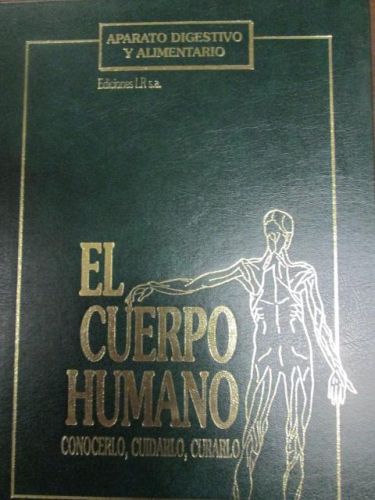 APARATO DIGESTIVO
Y ALIMENTARIO
Ediciones LR s.a.
EL
CUERPO
HUMANO
CONOCERLO, CUIDARLO, CURARLO